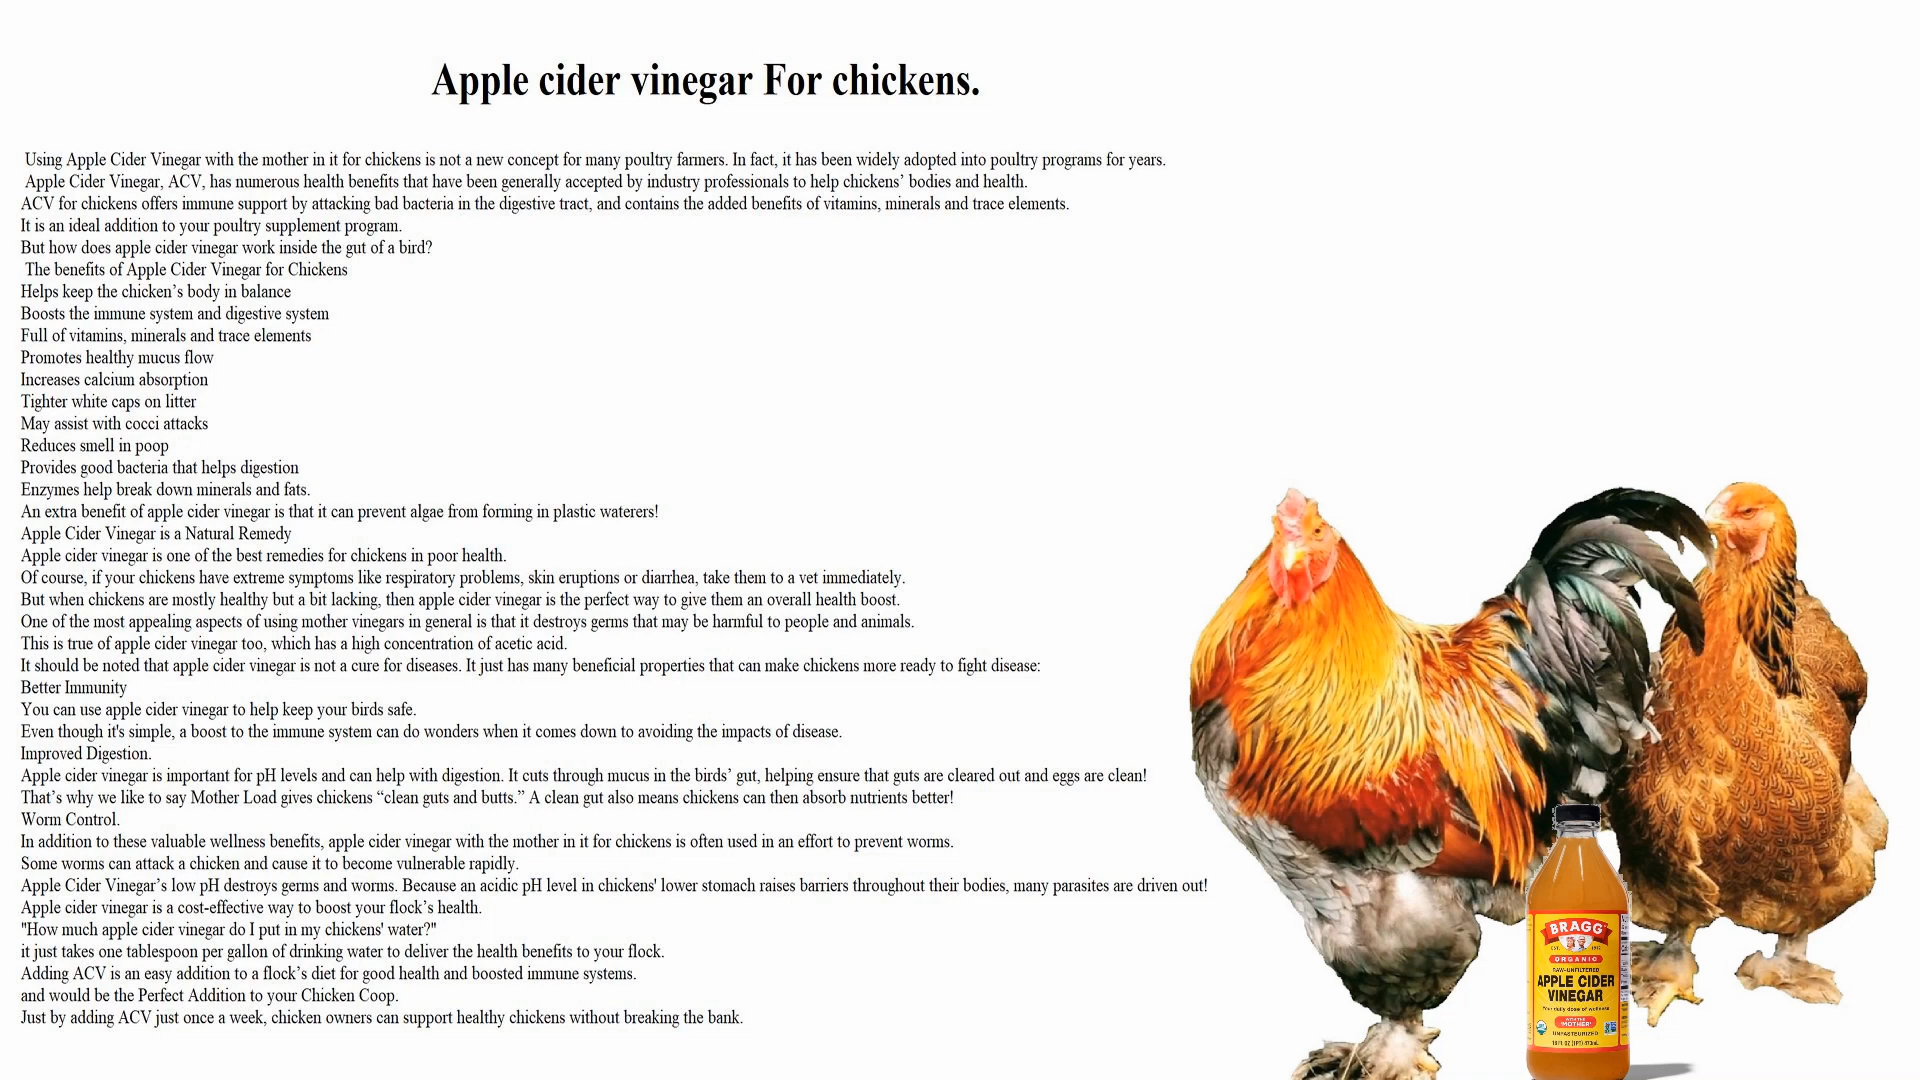 Apple cider vinegar For chickens.
Using Apple Cider Vinegar with the mother in it for chickens is not a new concept for many poultry farmers. In fact, it has been widely adopted into poultry programs for years.
Apple Cider Vinegar, ACV, has numerous health benefits that have been generally accepted by industry professionals to help chickens’ bodies and health.
ACV for chickens offers immune support by attacking bad bacteria in the digestive tract, and contains the added benefits of vitamins, minerals and trace elements.
It is an ideal addition to your poultry supplement program.
But how does apple cider vinegar work inside the gut of a bird?
The benefits of Apple Cider Vinegar for Chickens
Helps keep the chicken’s body in balance
Boosts the immune system and digestive system
Full of vitamins, minerals and trace elements
Promotes healthy mucus flow
Increases calcium absorption
Tighter white caps on litter
May assist with cocci attacks
Reduces smell in poop
Provides good bacteria that helps digestion
Enzymes help break down minerals and fats.
An extra benefit of apple cider vinegar is that it can prevent algae from forming in plastic waterers!
Apple Cider Vinegar is a Natural Remedy
Apple cider vinegar is one of the best remedies for chickens in poor health.
Of course, if your chickens have extreme symptoms like respiratory problems, skin eruptions or diarrhea, take them to a vet immediately.
But when chickens are mostly healthy but a bit lacking, then apple cider vinegar is the perfect way to give them an overall health boost.
One of the most appealing aspects of using mother vinegars in general is that it destroys germs that may be harmful to people and animals.
This is true of apple cider vinegar too, which has a high concentration of acetic acid.
It should be noted that apple cider vinegar is not a cure for diseases. It just has many beneficial properties that can make chickens more ready to fight disease:
Better Immunity
You can use apple cider vinegar to help keep your birds safe.
Even though it's simple, a boost to the immune system can do wonders when it comes down to avoiding the impacts of disease.
Improved Digestion.
Apple cider vinegar is important for pH levels and can help with digestion. It cuts through mucus in the birds’ gut, helping ensure that guts are cleared out and eggs are clean!
That’s why we like to say Mother Load gives chickens “clean guts and butts.” A clean gut also means chickens can then absorb nutrients better!
Worm Control.
In addition to these valuable wellness benefits, apple cider vinegar with the mother in it for chickens is often used in an effort to prevent worms.
Some worms can attack a chicken and cause it to become vulnerable rapidly.
Apple Cider Vinegar’s low pH destroys germs and worms. Because an acidic pH level in chickens' lower stomach raises barriers throughout their bodies, many parasites are driven out!
Apple cider vinegar is a cost-effective way to boost your flock’s health.
"How much apple cider vinegar do I put in my chickens' water?"
it just takes one tablespoon per gallon of drinking water to deliver the health benefits to your flock.
Adding ACV is an easy addition to a flock’s diet for good health and boosted immune systems.
and would be the Perfect Addition to your Chicken Coop.
Just by adding ACV just once a week, chicken owners can support healthy chickens without breaking the bank.
BRAGG
EST. 1912
ORGANIC
RAW-UNFILTERED
APPLE CIDER
VINEGAR
Your daily dose of wellness
WITH THE
'MOTHER'
UNPASTEURIZED
16 FL OZ (1 PT) 473mL